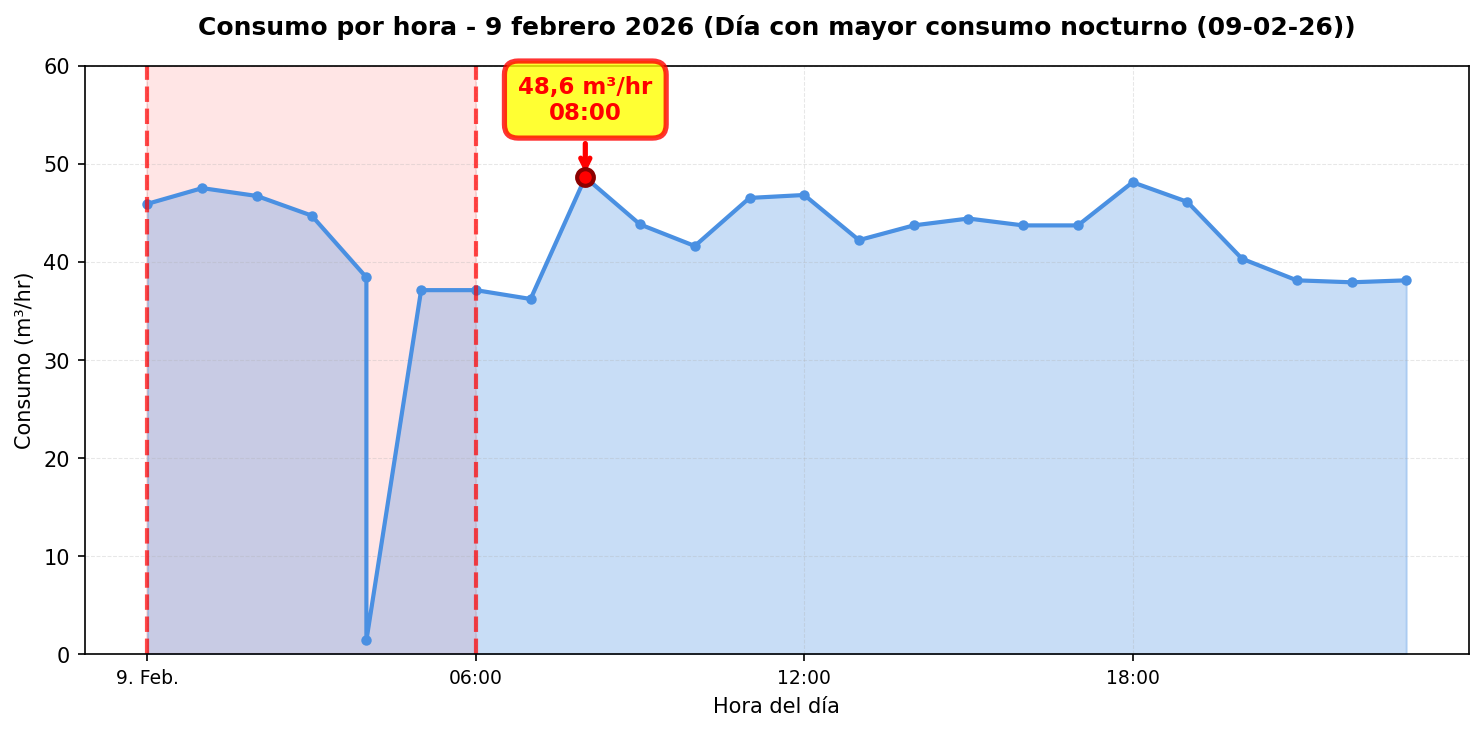 Consumo por hora - 9 febrero 2026 (Día con mayor consumo nocturno (09-02-26))
48,6 m³/hr
08:00
Consumo (m³/hr)
60
50
40
30
20
10
0
9. Feb.
06:00
12:00
18:00
Hora del día